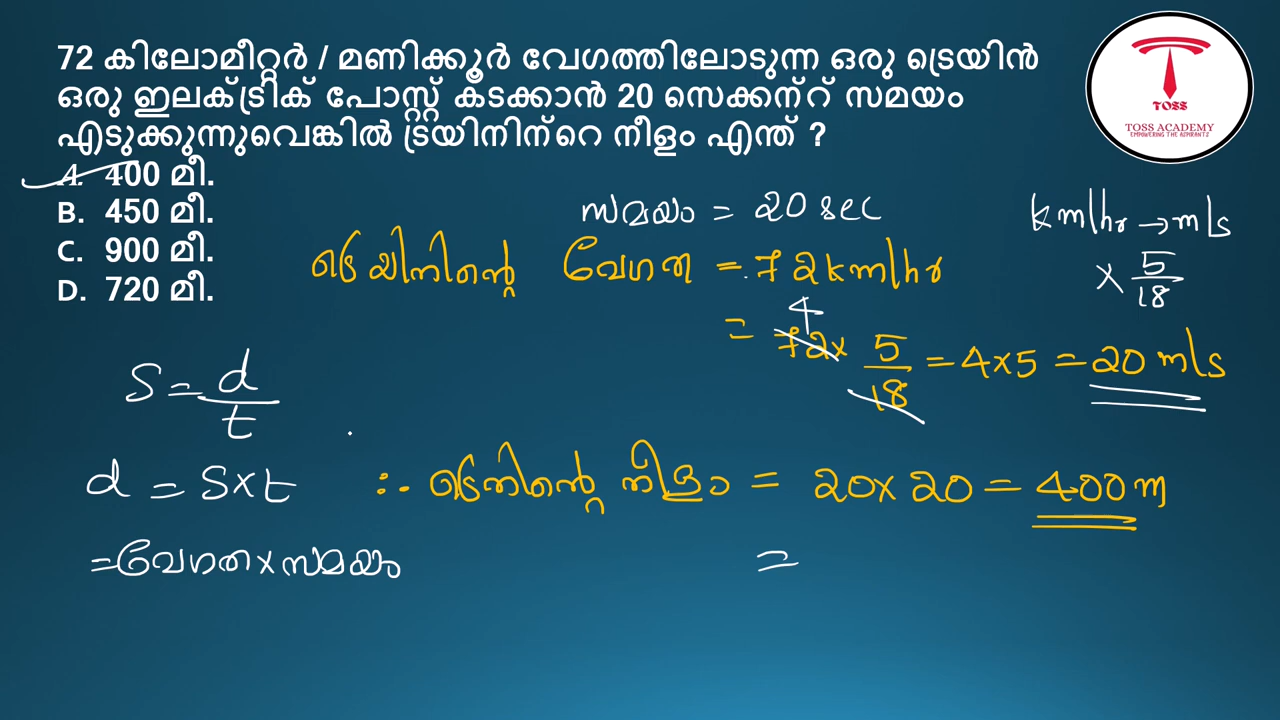 72 കിലോമീറ്റർ / മണിക്കൂർ വേഗത്തിലോടുന്ന ഒരു ട്രെയിൻ
ഒരു ഇലക്ട്രിക് പോസ്റ്റ് കടക്കാൻ 20 സെക്കന്റ് സമയം
എടുക്കുന്നുവെങ്കിൽ ട്രയിനിന്റെ നീളം എന്ത് ?
A. 400 മീ.
B. 450 മീ.
C. 900 മീ.
D. 720 മീ.
TOSS
TOSS ACADEMY
EMPOWERING THE ASPIRANTS
സമയം = 20 sec
km/hr → m/s
× 5/18
ട്രെയിനിന്റെ വേഗത = 72 km/hr
4
= 72 × 5/18 = 4×5 = 20 m/s
S = d/t
d = S×t ∴ ട്രെനിന്റെ നീളം = 20 × 20 = 400 m
= വേഗത × സമയം =